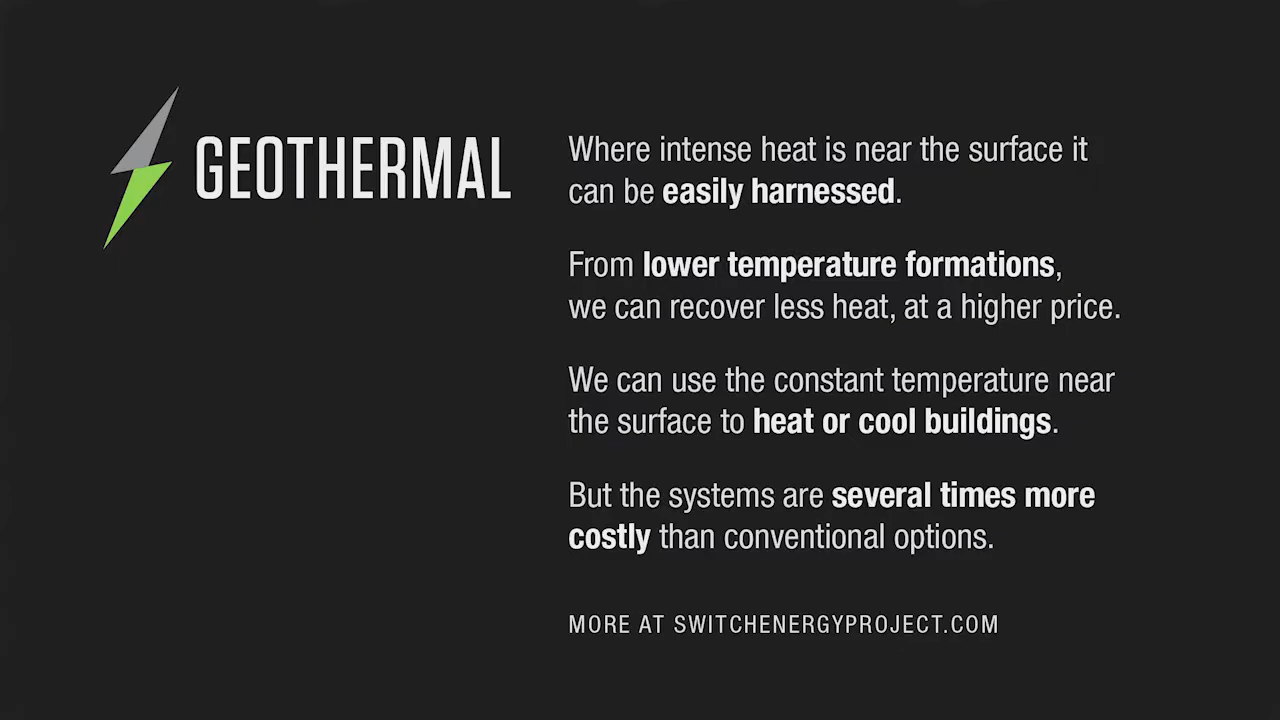 GEOTHERMAL
Where intense heat is near the surface it
can be easily harnessed.
From lower temperature formations,
we can recover less heat, at a higher price.
We can use the constant temperature near
the surface to heat or cool buildings.
But the systems are several times more
costly than conventional options.
MORE AT SWITCHENERGYPROJECT.COM